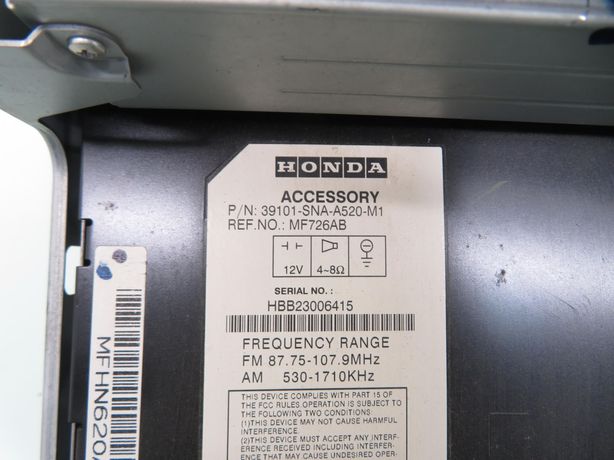 HONDA
ACCESSORY
P/N: 39101-SNA-A520-M1
REF.NO.: MF726AB
12V 4~8Ω
SERIAL NO.:
HBB23006415
FREQUENCY RANGE
FM 87.75-107.9MHz
AM 530-1710KHz
THIS DEVICE COMPLIES WITH PART 15 OF
THE FCC RULES OPERATION IS SUBJECT TO
THE FOLLOWING TWO CONDITIONS:
(1)THIS DEVICE MAY NOT CAUSE HARMFUL
INTERFERENCE.
(2)THIS DEVICE MUST ACCEPT ANY INTERF-
ERENCE RECEIVED INCLUDING INTERFER-
ENCE THAT MAY CAUSE UNDESIRED OPER-
MFHN620